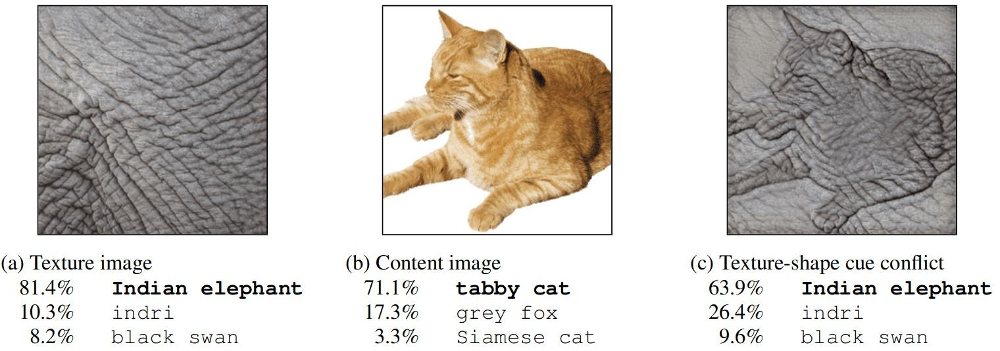 (a) Texture image
81.4% Indian elephant
10.3% indri
8.2% black swan
(b) Content image
71.1% tabby cat
17.3% grey fox
3.3% Siamese cat
(c) Texture-shape cue conflict
63.9% Indian elephant
26.4% indri
9.6% black swan